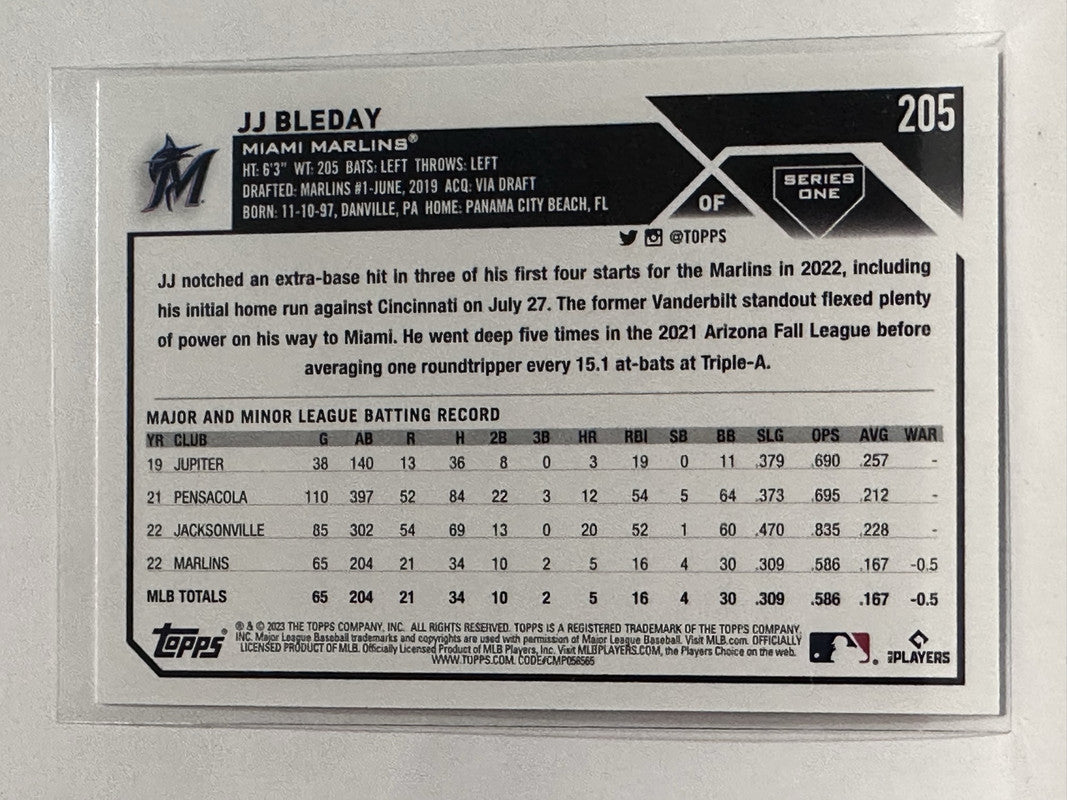 JJ BLEDAY
205
MIAMI MARLINS®
HT: 6'3" WT: 205 BATS: LEFT THROWS: LEFT
DRAFTED: MARLINS #1-JUNE, 2019 ACQ: VIA DRAFT
BORN: 11-10-97, DANVILLE, PA HOME: PANAMA CITY BEACH, FL
OF
SERIES
ONE
@TOPPS
M
JJ notched an extra-base hit in three of his first four starts for the Marlins in 2022, including
his initial home run against Cincinnati on July 27. The former Vanderbilt standout flexed plenty
of power on his way to Miami. He went deep five times in the 2021 Arizona Fall League before
averaging one roundtripper every 15.1 at-bats at Triple-A.
MAJOR AND MINOR LEAGUE BATTING RECORD
YR CLUB G AB R H 2B 3B HR RBI SB BB SLG OPS AVG WAR
19 JUPITER 38 140 13 36 8 0 3 19 0 11 .379 .690 .257 -
21 PENSACOLA 110 397 52 84 22 3 12 54 5 64 .373 .695 .212 -
22 JACKSONVILLE 85 302 54 69 13 0 20 52 1 60 .470 .835 .228 -
22 MARLINS 65 204 21 34 10 2 5 16 4 30 .309 .586 .167 -0.5
MLB TOTALS 65 204 21 34 10 2 5 16 4 30 .309 .586 .167 -0.5
Topps®
® & © 2023 THE TOPPS COMPANY, INC. ALL RIGHTS RESERVED. TOPPS IS A REGISTERED TRADEMARK OF THE TOPPS COMPANY,
INC. Major League Baseball trademarks and copyrights are used with permission of Major League Baseball. Visit MLB.com. OFFICIALLY
LICENSED PRODUCT OF MLB. Officially Licensed Product of MLB Players, Inc. Visit MLBPLAYERS.COM, the Players Choice on the web.
WWW.TOPPS.COM. CODE#CMP058565
MLBPLAYERS